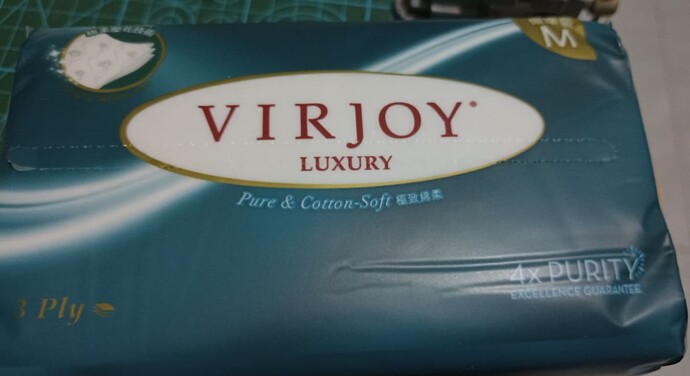 M
VIRJOY®
LUXURY
Pure & Cotton-Soft 極致綿柔
3 Ply
4x PURITY
EXCELLENCE GUARANTEE